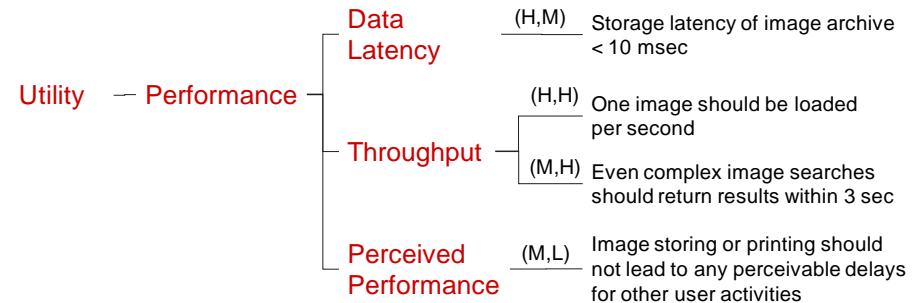 Data
Latency
(H,M)
Storage latency of image archive
< 10 msec
Utility
Performance
Throughput
(H,H)
One image should be loaded
per second
(M,H)
Even complex image searches
should return results within 3 sec
Perceived
Performance
(M,L)
Image storing or printing should
not lead to any perceivable delays
for other user activities